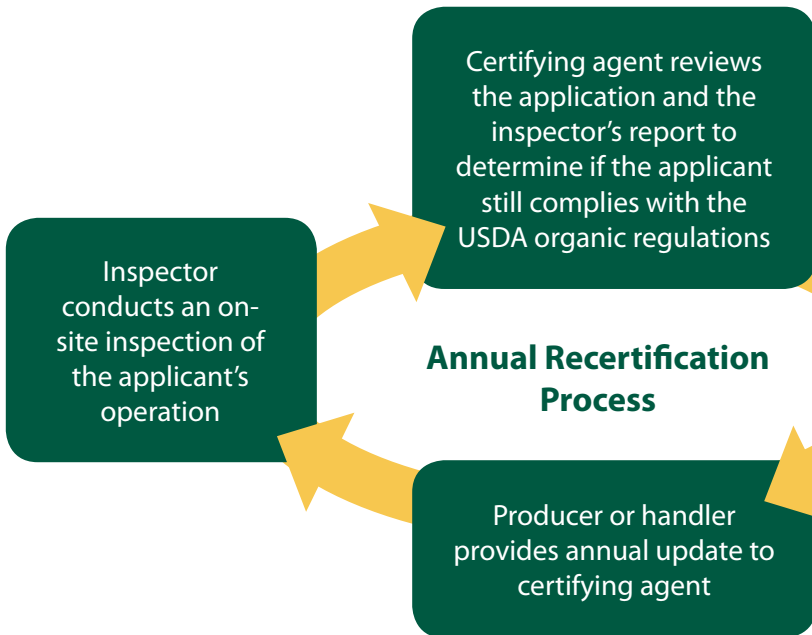 Certifying agent reviews
the application and the
inspector’s report to
determine if the applicant
still complies with the
USDA organic regulations
Inspector
conducts an on-
site inspection of
the applicant’s
operation
Annual Recertification
Process
Producer or handler
provides annual update to
certifying agent